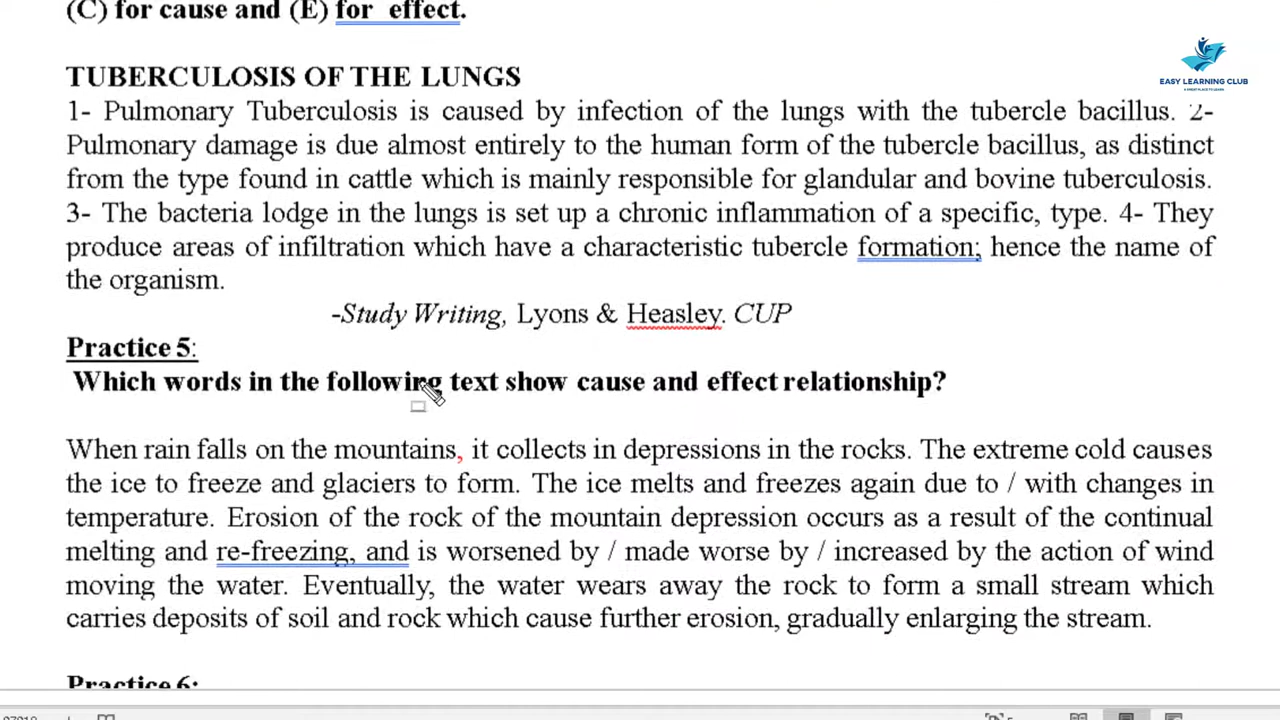 (C) for cause and (E) for effect.
EASY LEARNING CLUB
A GREAT PLACE TO LEARN
TUBERCULOSIS OF THE LUNGS
1- Pulmonary Tuberculosis is caused by infection of the lungs with the tubercle bacillus. 2-
Pulmonary damage is due almost entirely to the human form of the tubercle bacillus, as distinct
from the type found in cattle which is mainly responsible for glandular and bovine tuberculosis.
3- The bacteria lodge in the lungs is set up a chronic inflammation of a specific, type. 4- They
produce areas of infiltration which have a characteristic tubercle formation; hence the name of
the organism.
-Study Writing, Lyons & Heasley. CUP
Practice 5:
Which words in the following text show cause and effect relationship?
When rain falls on the mountains, it collects in depressions in the rocks. The extreme cold causes
the ice to freeze and glaciers to form. The ice melts and freezes again due to / with changes in
temperature. Erosion of the rock of the mountain depression occurs as a result of the continual
melting and re-freezing, and is worsened by / made worse by / increased by the action of wind
moving the water. Eventually, the water wears away the rock to form a small stream which
carries deposits of soil and rock which cause further erosion, gradually enlarging the stream.
Practice 6: